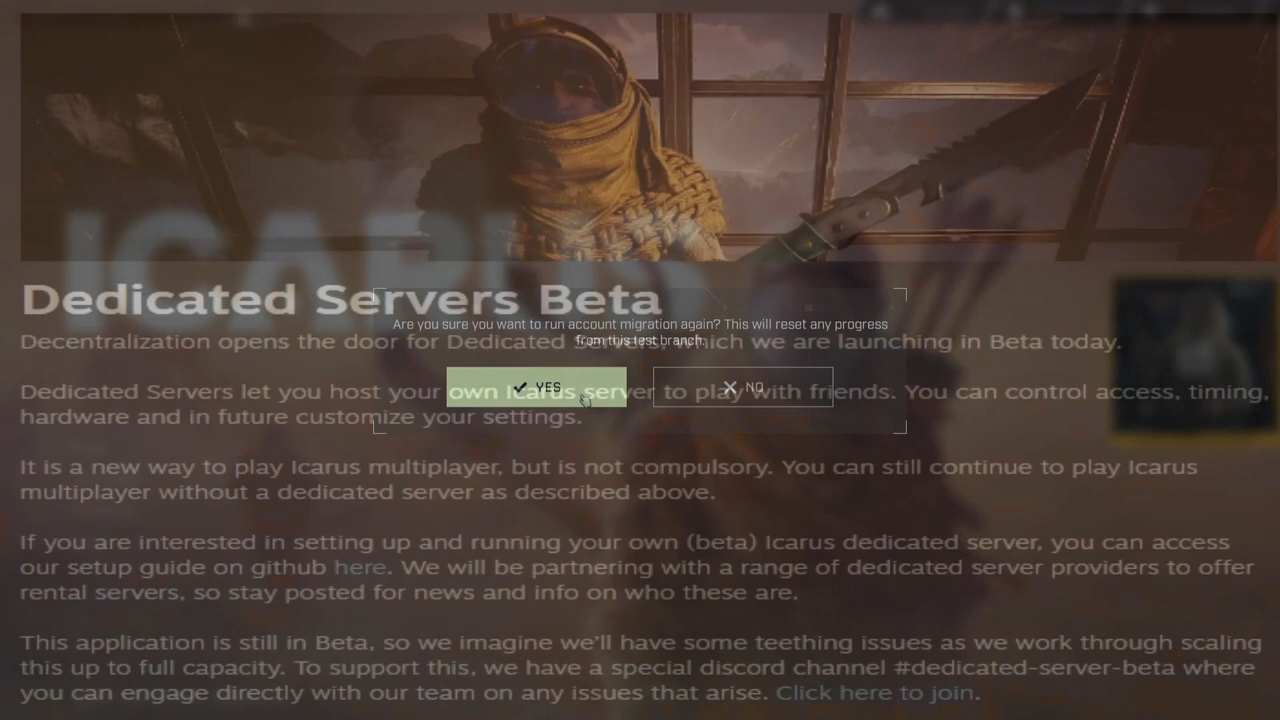 ICARUS
Dedicated Servers Beta
Are you sure you want to run account migration again? This will reset any progress
from this test branch.
Decentralization opens the door for Dedicated Servers, which we are launching in Beta today.
YES
NO
Dedicated Servers let you host your own Icarus server to play with friends. You can control access, timing,
hardware and in future customize your settings.
It is a new way to play Icarus multiplayer, but is not compulsory. You can still continue to play Icarus
multiplayer without a dedicated server as described above.
If you are interested in setting up and running your own (beta) Icarus dedicated server, you can access
our setup guide on github here. We will be partnering with a range of dedicated server providers to offer
rental servers, so stay posted for news and info on who these are.
This application is still in Beta, so we imagine we'll have some teething issues as we work through scaling
this up to full capacity. To support this, we have a special discord channel #dedicated-server-beta where
you can engage directly with our team on any issues that arise. Click here to join.